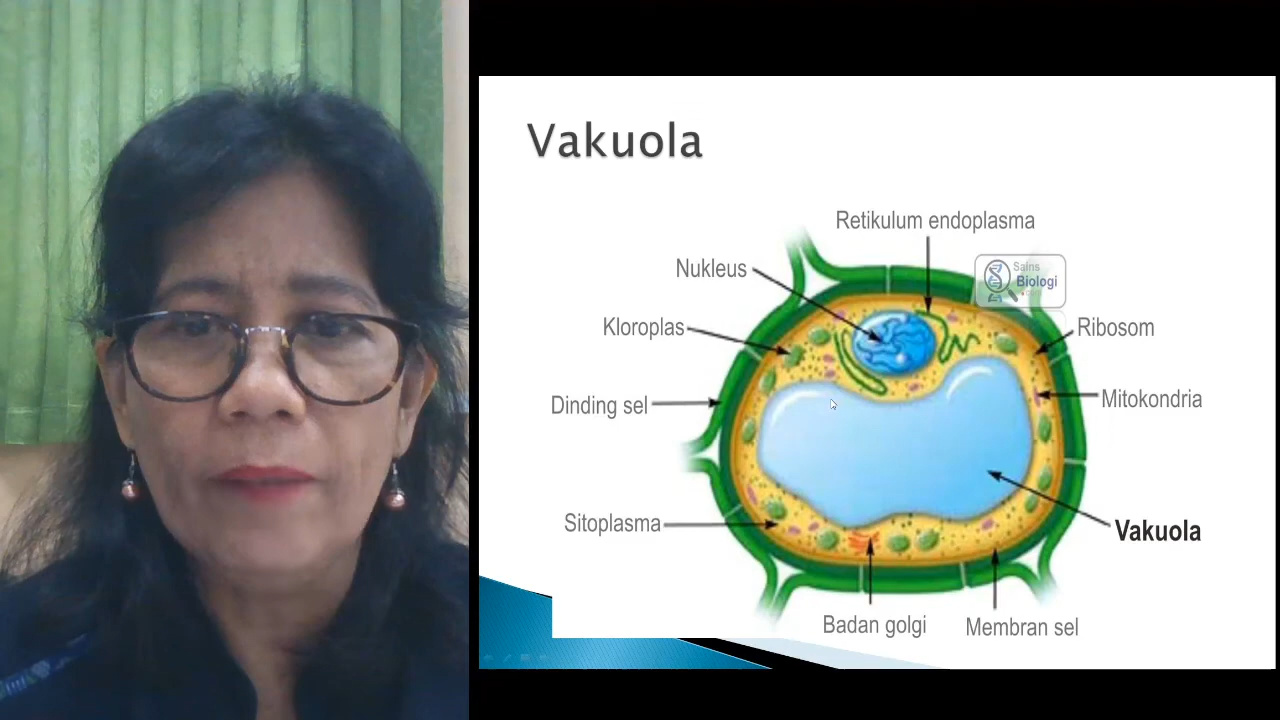 Vakuola
Retikulum endoplasma
Nukleus
Sains
Biologi
Kloroplas
Ribosom
Dinding sel
Mitokondria
Sitoplasma
Vakuola
Badan golgi
Membran sel